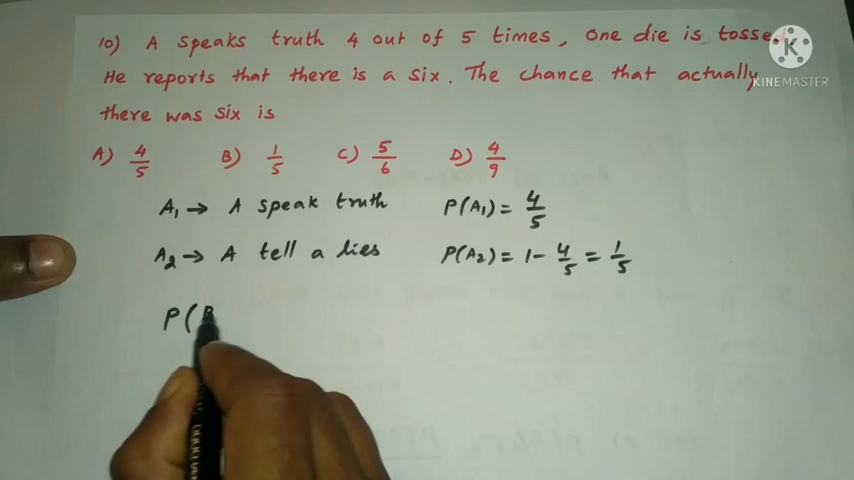 10) A speaks truth 4 out of 5 times, One die is tosse
He reports that there is a six. The chance that actually
there was six is
A) 4/5 B) 1/5 C) 5/6 D) 4/9
A₁ → A speak truth P(A₁) = 4/5
A₂ → A tell a lies P(A₂) = 1 - 4/5 = 1/5
P(B
K
KINEMASTER